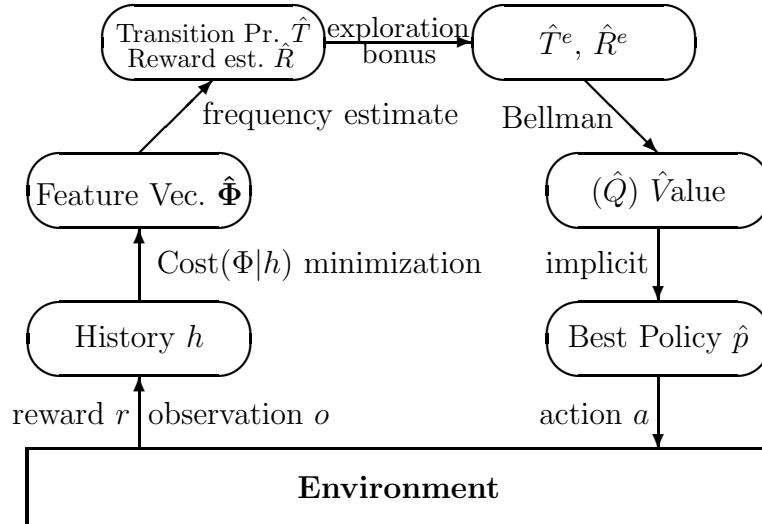 Transition Pr. T̂
Reward est. R̂
exploration
bonus
T̂ᵉ, R̂ᵉ
frequency estimate
Bellman
Feature Vec. Φ̂
(Q̂) V̂alue
Cost(Φ|h) minimization
implicit
History h
Best Policy p̂
reward r observation o
action a
Environment